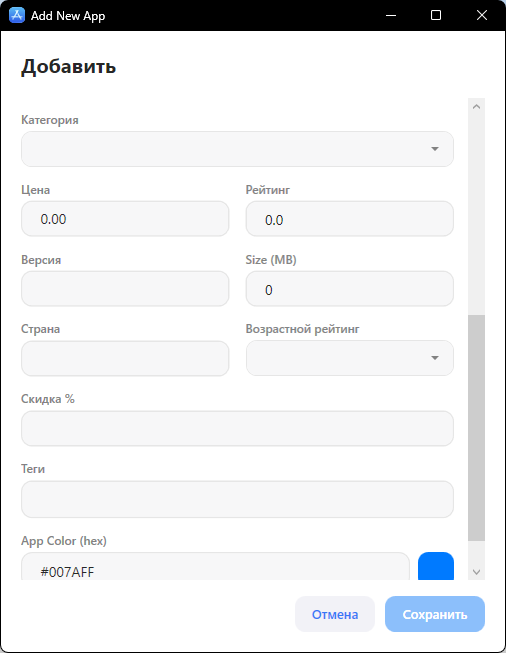 Add New App
Добавить
Категория
Цена Рейтинг
0.00 0.0
Версия Size (MB)
0
Страна Возрастной рейтинг
Скидка %
Теги
App Color (hex)
#007AFF
Отмена Сохранить